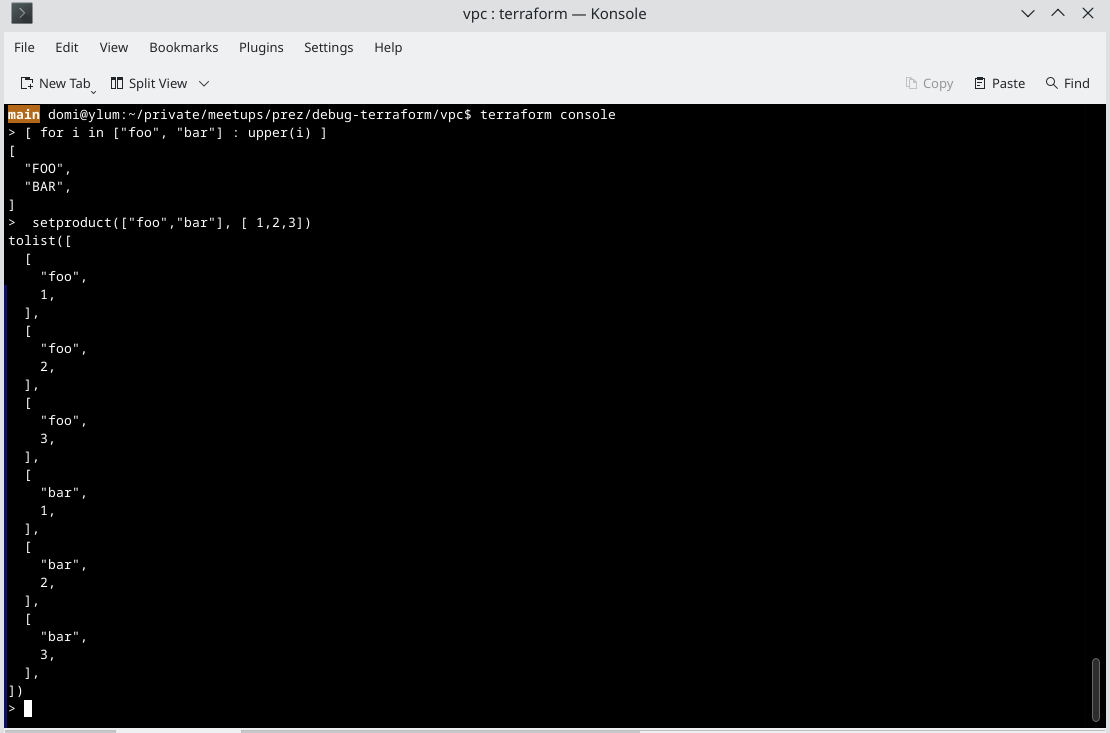 vpc : terraform — Konsole
File Edit View Bookmarks Plugins Settings Help
New Tab Split View Copy Paste Find
main domi@ylum:~/private/meetups/prez/debug-terraform/vpc$ terraform console
> [ for i in ["foo", "bar"] : upper(i) ]
[
  "FOO",
  "BAR",
]
>  setproduct(["foo","bar"], [ 1,2,3])
tolist([
  [
    "foo",
    1,
  ],
  [
    "foo",
    2,
  ],
  [
    "foo",
    3,
  ],
  [
    "bar",
    1,
  ],
  [
    "bar",
    2,
  ],
  [
    "bar",
    3,
  ],
])
>